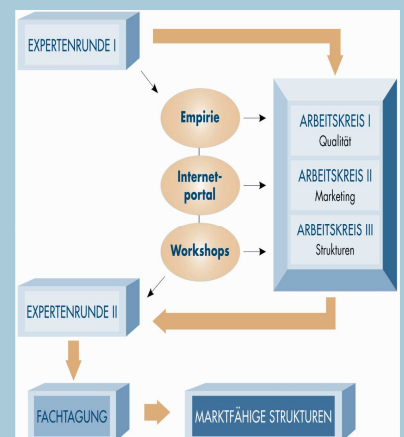 EXPERTENRUNDE I
Empirie
Internet-
portal
Workshops
ARBEITSKREIS I
Qualität
ARBEITSKREIS II
Marketing
ARBEITSKREIS III
Strukturen
EXPERTENRUNDE II
FACHTAGUNG
MARKTFÄHIGE STRUKTUREN